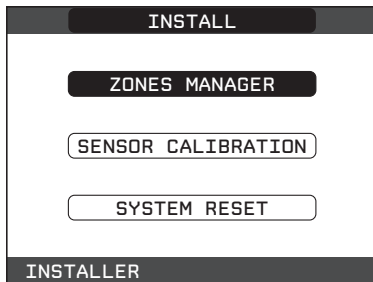 INSTALL
ZONES MANAGER
SENSOR CALIBRATION
SYSTEM RESET
INSTALLER